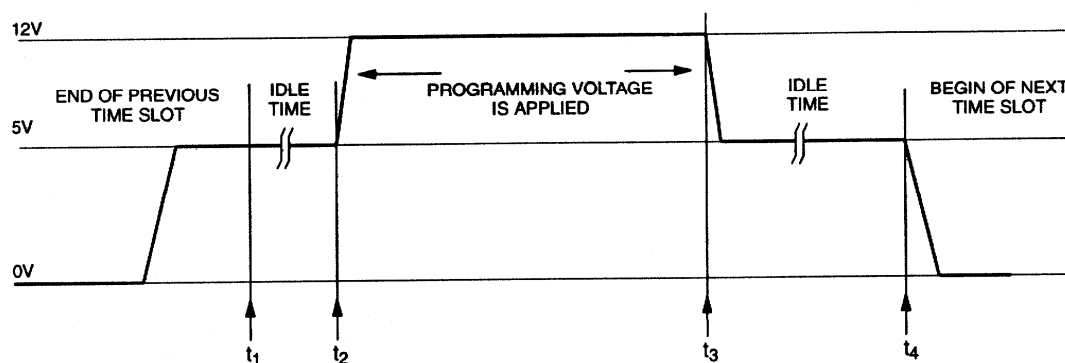 12V
END OF PREVIOUS
TIME SLOT
IDLE
TIME
PROGRAMMING VOLTAGE
IS APPLIED
IDLE
TIME
BEGIN OF NEXT
TIME SLOT
5V
0V
t1
t2
t3
t4